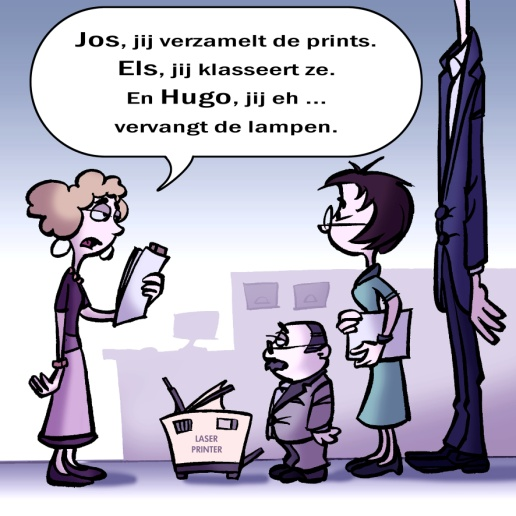 Jos, jij verzamelt de prints.
Els, jij klasseert ze.
En Hugo, jij eh ...
vervangt de lampen.
LASER
PRINTER